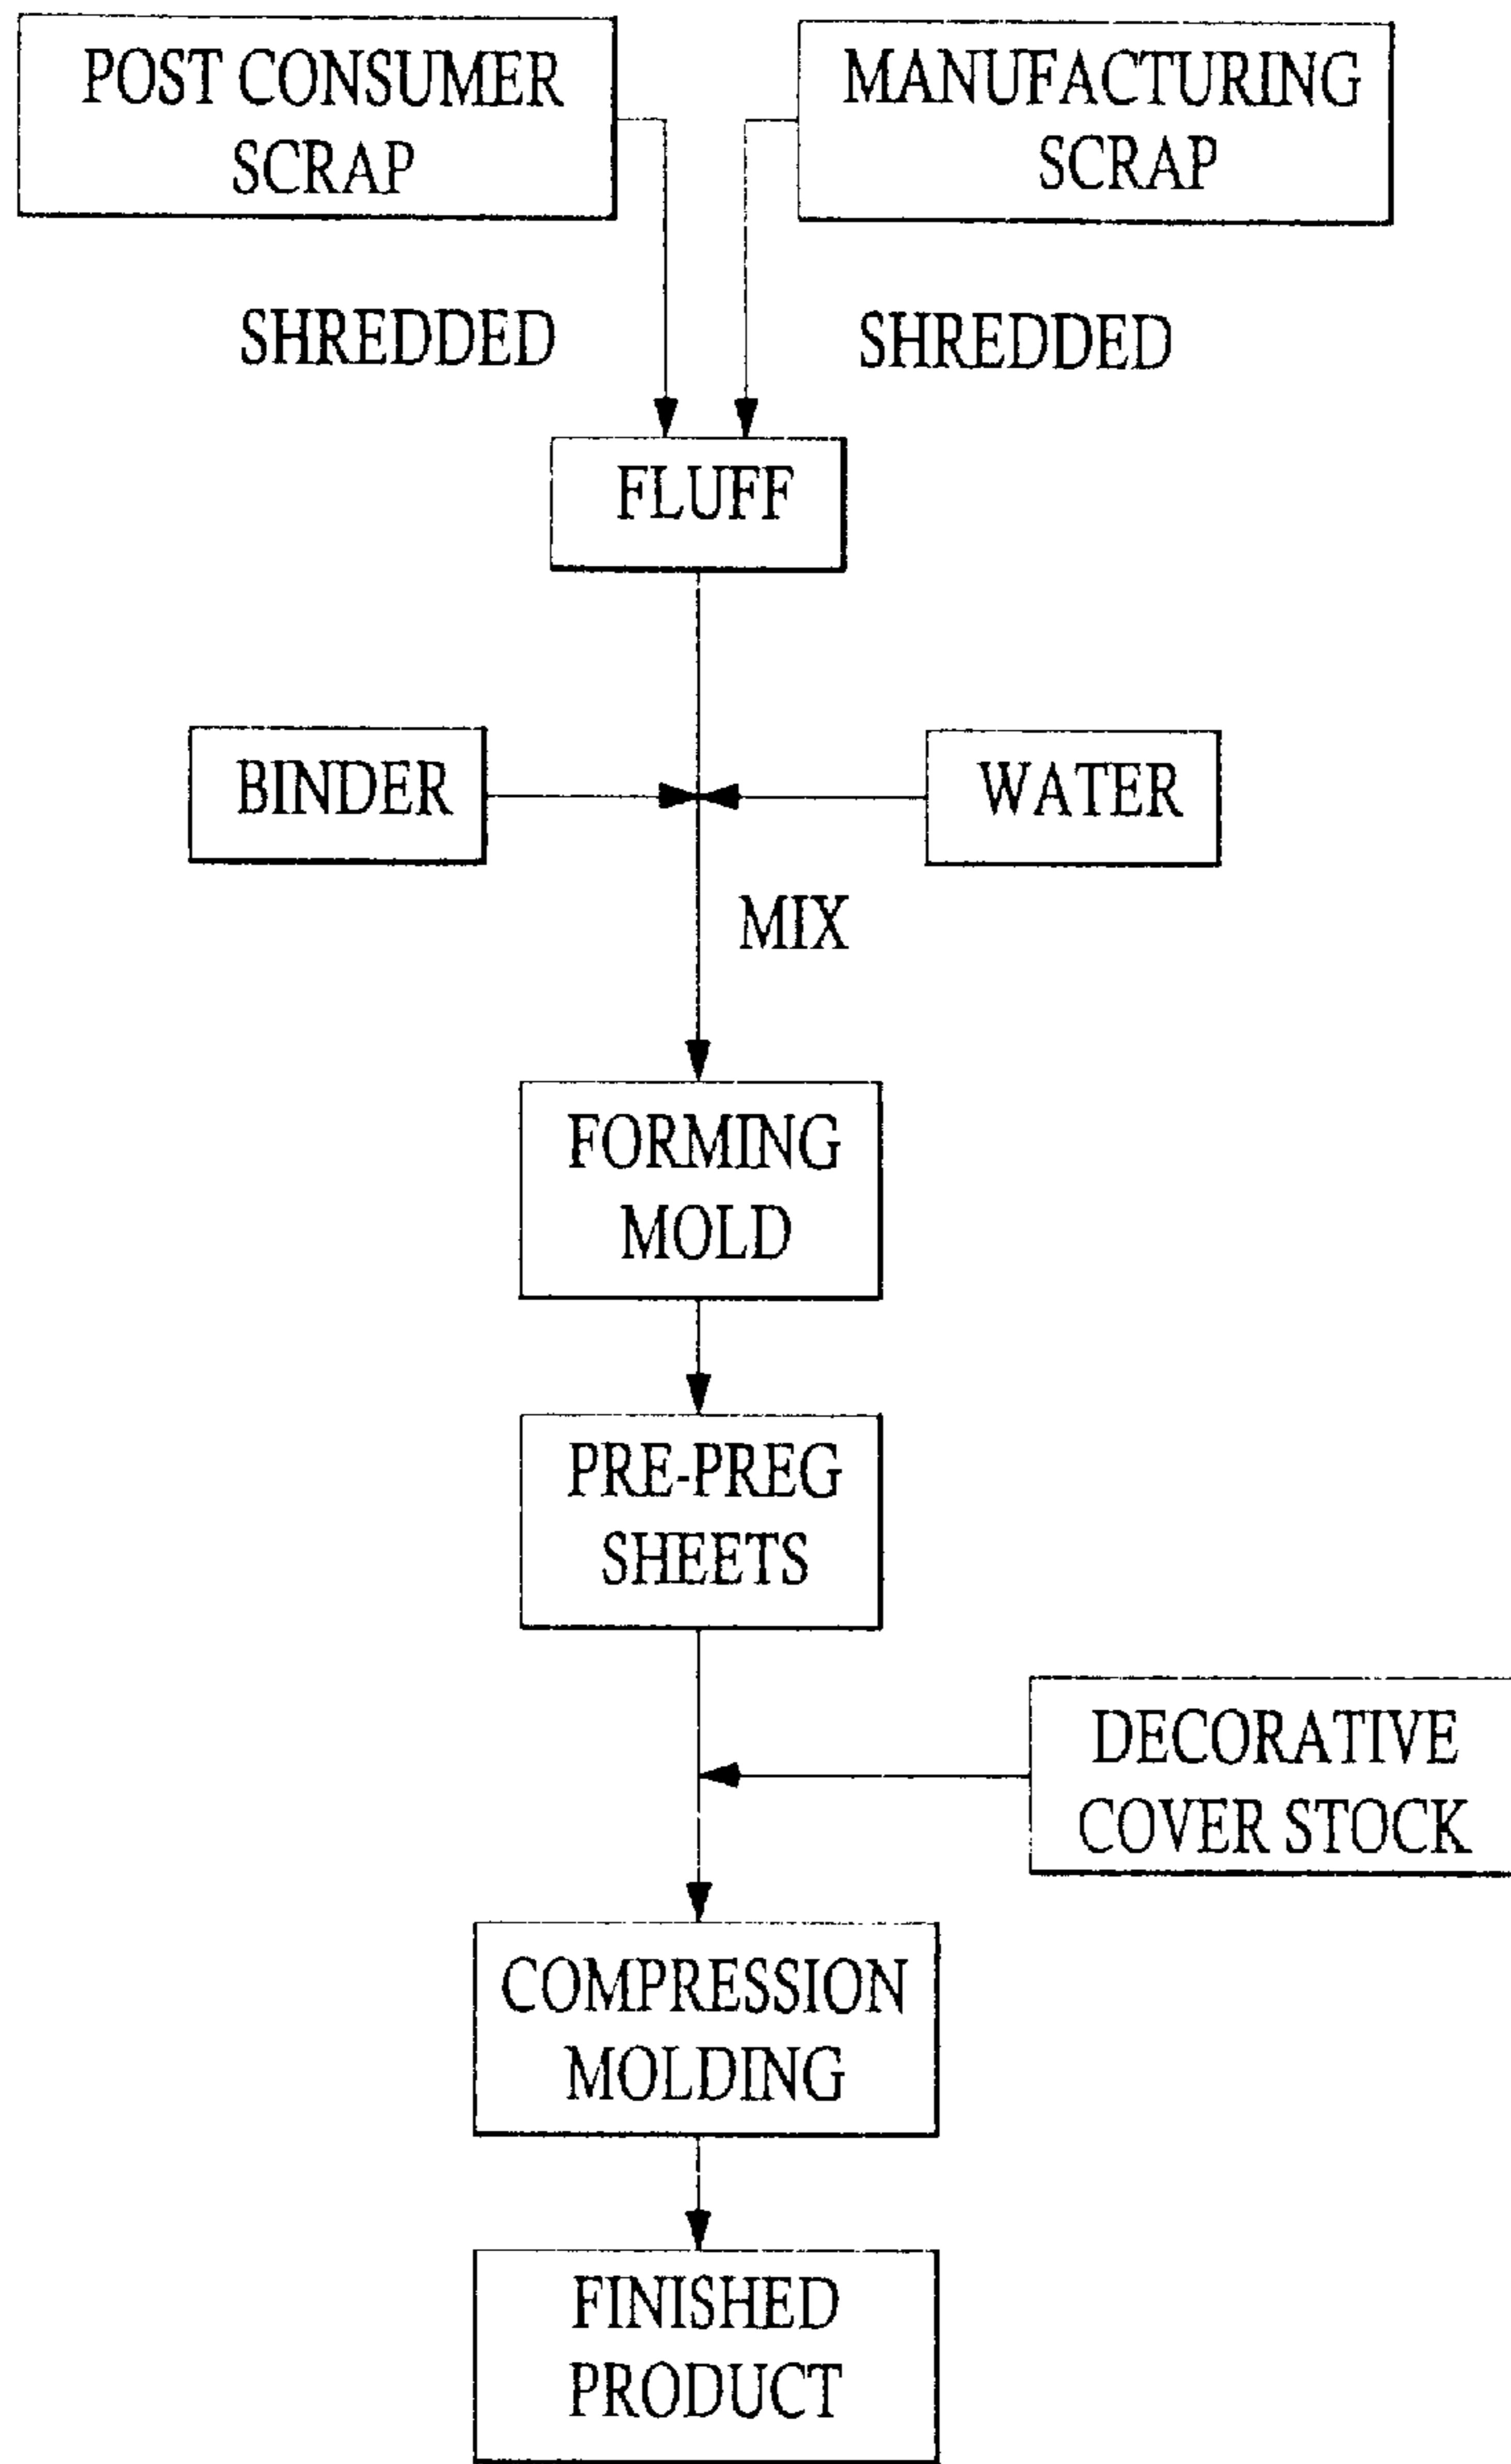 POST CONSUMER
SCRAP
MANUFACTURING
SCRAP
SHREDDED
SHREDDED
FLUFF
BINDER
WATER
MIX
FORMING
MOLD
PRE-PREG
SHEETS
DECORATIVE
COVER STOCK
COMPRESSION
MOLDING
FINISHED
PRODUCT